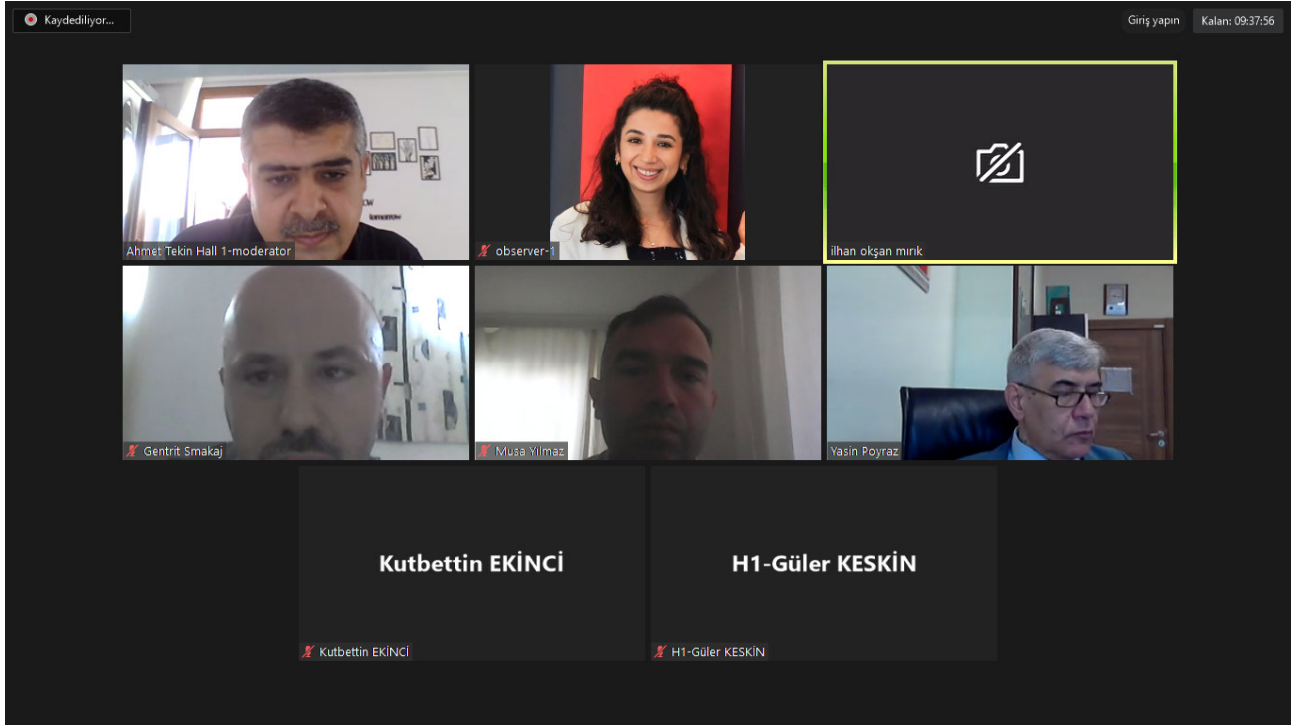 Kaydediliyor...
Giriş yapın
Kalan: 09:37:56
Ahmet Tekin Hall 1-moderator
observer-1
ilhan okşan mırık
Gentrit Smakaj
Musa Yilmaz
Yasin Poyraz
Kutbettin EKİNCİ
H1-Güler KESKİN
Kutbettin EKİNCİ
H1-Güler KESKİN